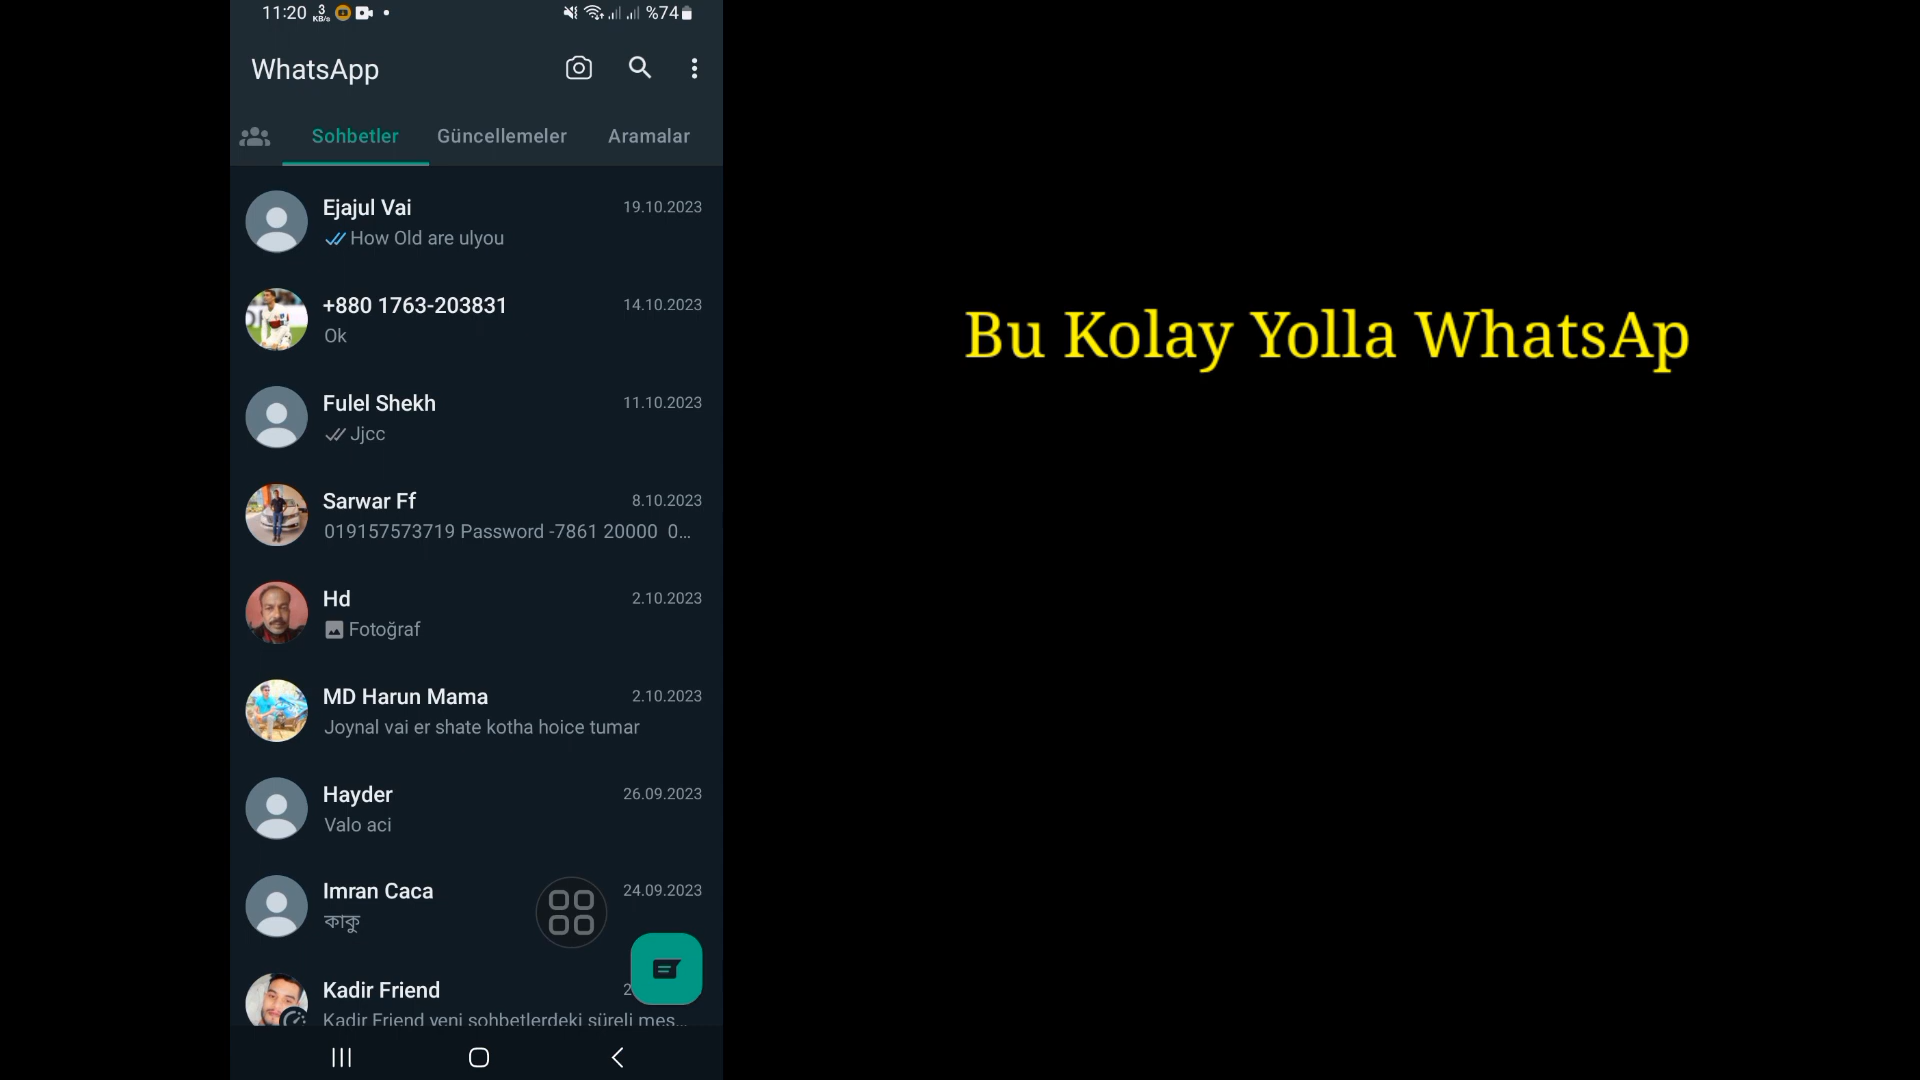 11:20 3 KB/s %74
WhatsApp
Sohbetler Güncellemeler Aramalar
Ejajul Vai 19.10.2023
How Old are ulyou
+880 1763-203831 14.10.2023
Ok
Fulel Shekh 11.10.2023
Jjcc
Sarwar Ff 8.10.2023
019157573719 Password -7861 20000 0...
Hd 2.10.2023
Fotoğraf
MD Harun Mama 2.10.2023
Joynal vai er shate kotha hoice tumar
Hayder 26.09.2023
Valo aci
Imran Caca 24.09.2023
কাকু
Kadir Friend 2
Kadir Friend yeni sohbetlerdeki süreli mes...
Bu Kolay Yolla WhatsAp